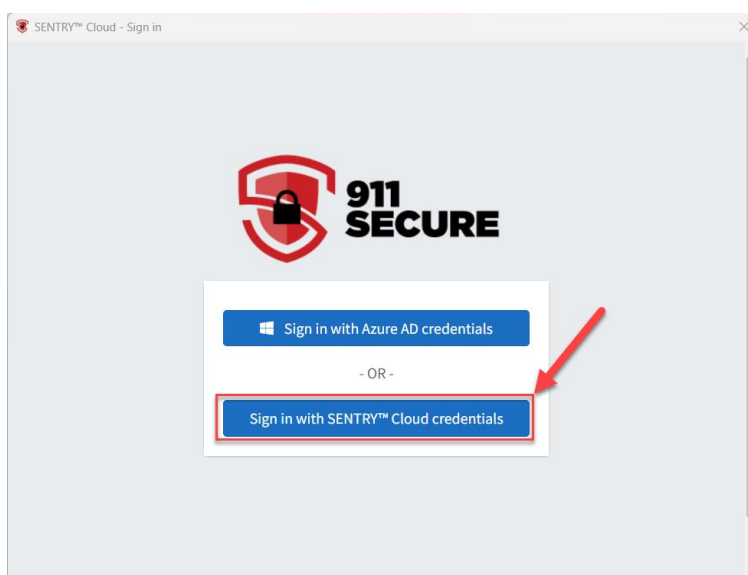 SENTRY™ Cloud - Sign in
911
SECURE
Sign in with Azure AD credentials
- OR -
Sign in with SENTRY™ Cloud credentials